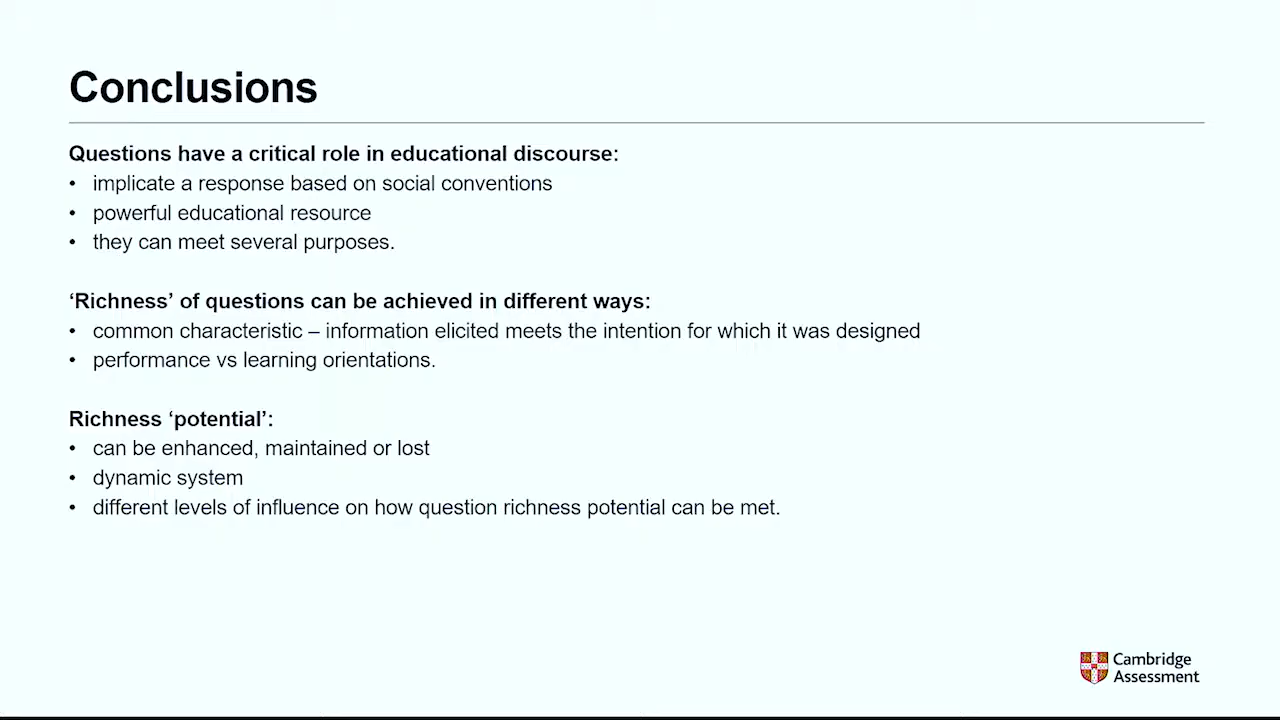 Conclusions
Questions have a critical role in educational discourse:
• implicate a response based on social conventions
• powerful educational resource
• they can meet several purposes.
‘Richness’ of questions can be achieved in different ways:
• common characteristic – information elicited meets the intention for which it was designed
• performance vs learning orientations.
Richness ‘potential’:
• can be enhanced, maintained or lost
• dynamic system
• different levels of influence on how question richness potential can be met.
Cambridge
Assessment